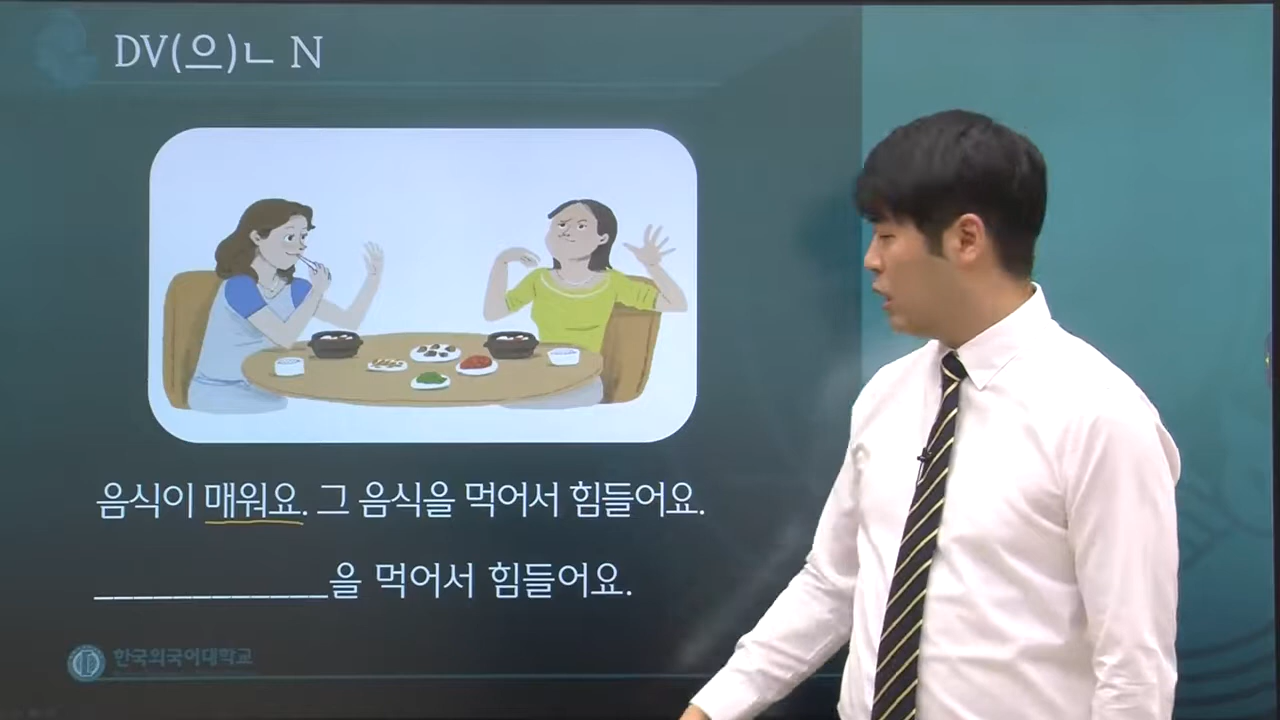 DV(으)ㄴ N
음식이 매워요. 그 음식을 먹어서 힘들어요.
____________을 먹어서 힘들어요.
한국외국어대학교